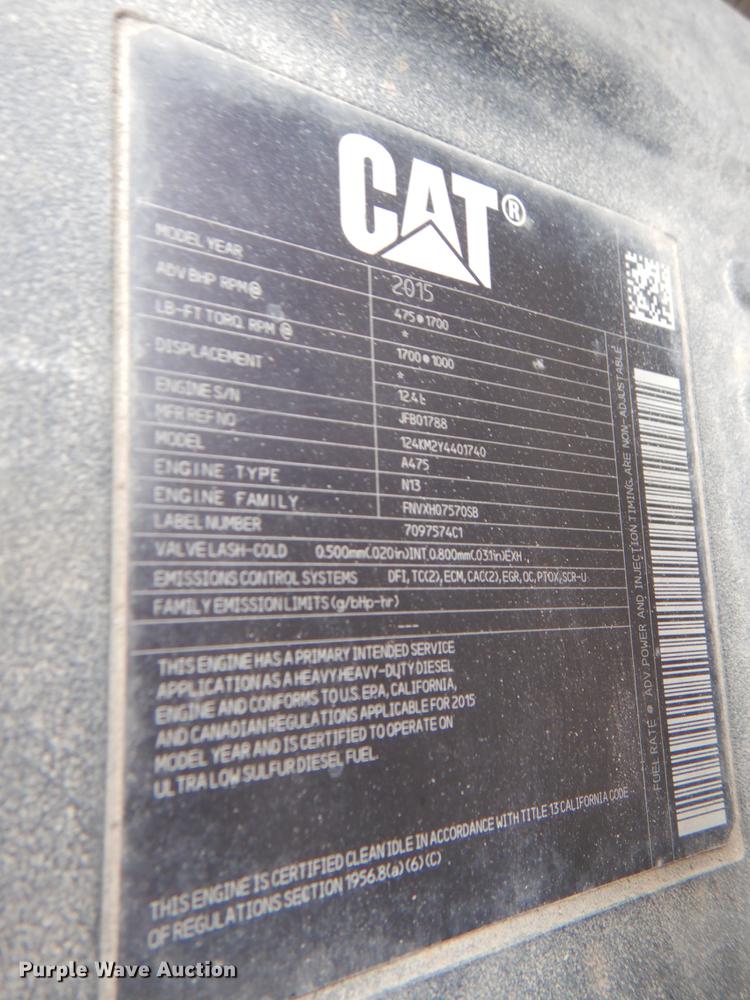 CAT®
MODEL YEAR 2015
ADV BHP RPM@ 475@1700
*
LB-FT TORQ. RPM @ 1700@1000
*
DISPLACEMENT 12.4L
ENGINE S/N JFB01788
MFR REF NO 124KM2Y4401740
MODEL A475
ENGINE TYPE N13
ENGINE FAMILY FNVXH07570SB
LABEL NUMBER 7097574C1
VALVE LASH-COLD 0.500mm(.020in)INT, 0.800mm(.031in)EXH.
EMISSIONS CONTROL SYSTEMS DFI, TC(2), ECM, CAC(2), EGR, OC, PTOX, SCR-U
FAMILY EMISSION LIMITS (g/bHp-hr)
---
THIS ENGINE HAS A PRIMARY INTENDED SERVICE
APPLICATION AS A HEAVY HEAVY-DUTY DIESEL
ENGINE AND CONFORMS TO U.S. EPA, CALIFORNIA,
AND CANADIAN REGULATIONS APPLICABLE FOR 2015
MODEL YEAR AND IS CERTIFIED TO OPERATE ON
ULTRA LOW SULFUR DIESEL FUEL.
THIS ENGINE IS CERTIFIED CLEAN IDLE IN ACCORDANCE WITH TITLE 13 CALIFORNIA CODE
OF REGULATIONS SECTION 1956.8(a)(6)(C)
FUEL RATE @ ADV. POWER AND INJECTION TIMING ARE NON-ADJUSTABLE
Purple Wave Auction